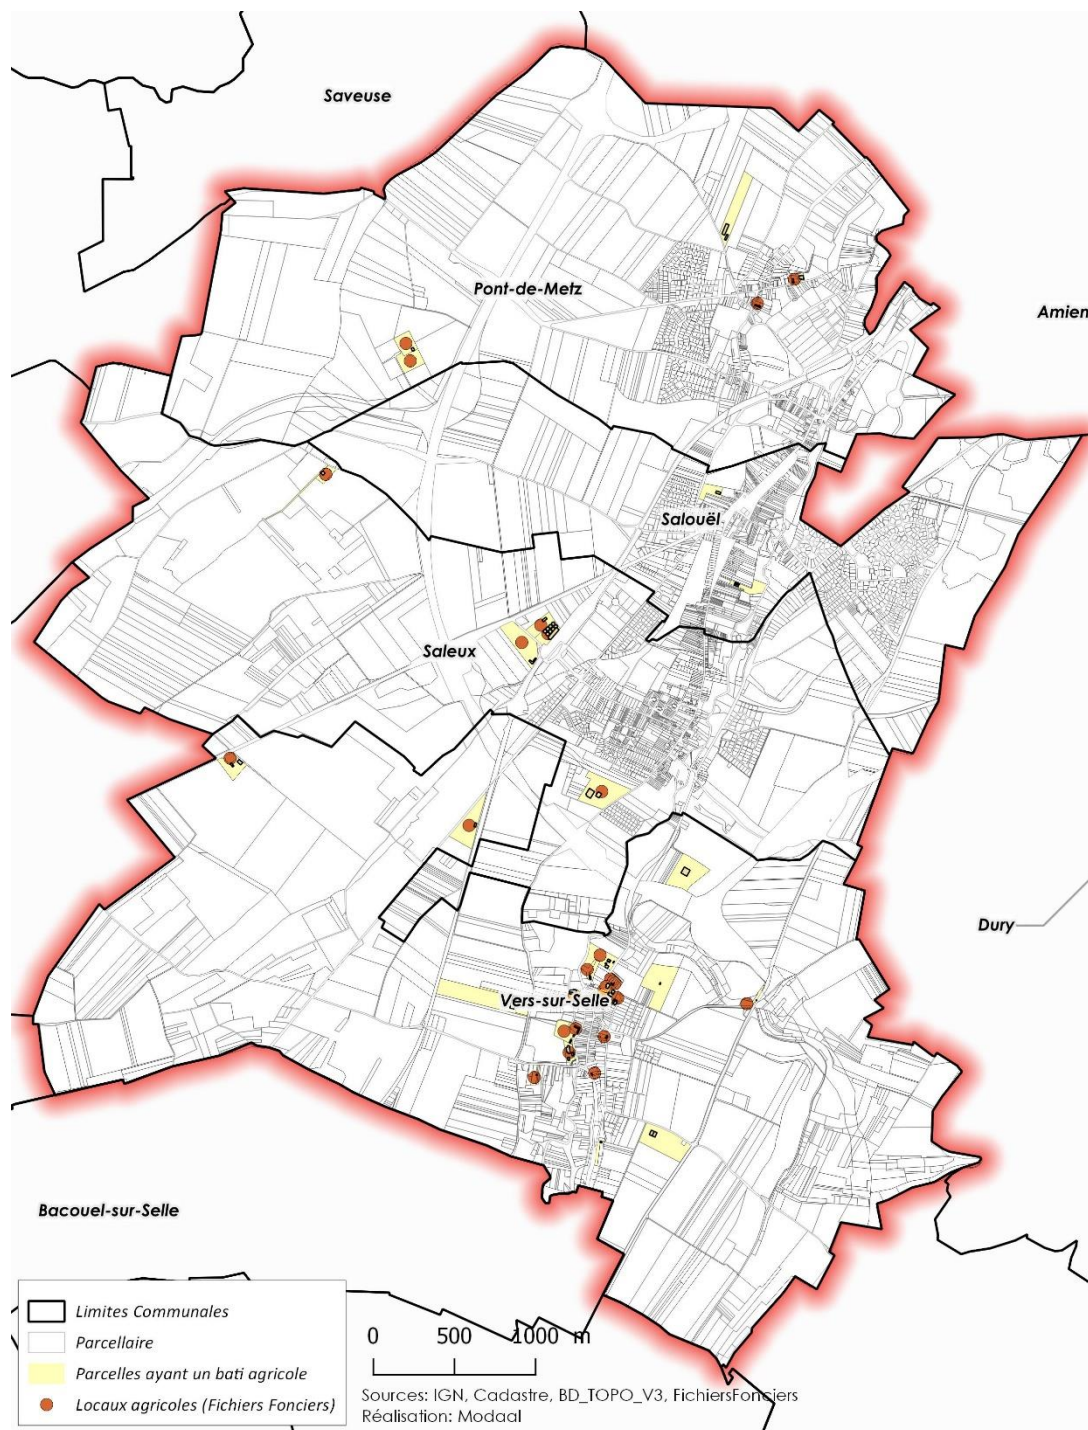 Saveuse
Pont-de-Metz
Amien
Salouël
Saleux
Dury
Vers-sur-Selle
Bacouel-sur-Selle
Limites Communales
Parcellaire
Parcelles ayant un bati agricole
Locaux agricoles (Fichiers Fonciers)
0 500 1000 m
Sources: IGN, Cadastre, BD_TOPO_V3, FichiersFonciers
Réalisation: Modaal